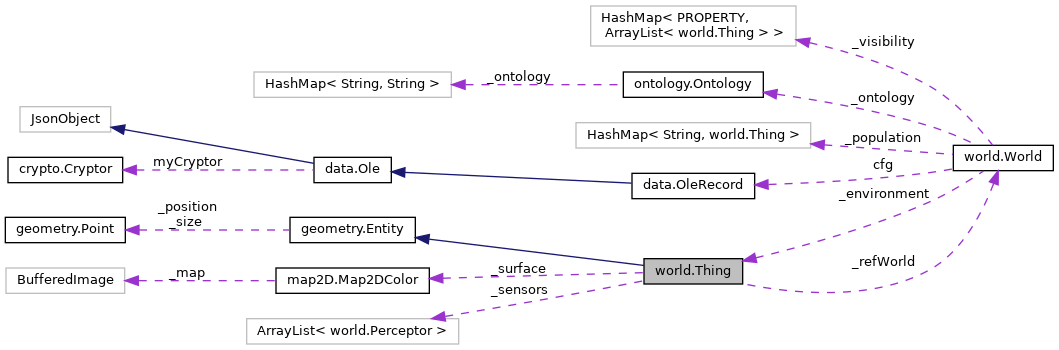 HashMap< PROPERTY,
ArrayList< world.Thing > >
_visibility
HashMap< String, String >
_ontology
ontology.Ontology
_ontology
JsonObject
HashMap< String, world.Thing >
_population
crypto.Cryptor
myCryptor
data.Ole
data.OleRecord
cfg
world.World
_environment
geometry.Point
_position
_size
geometry.Entity
BufferedImage
_map
map2D.Map2DColor
_surface
_sensors
world.Thing
_refWorld
ArrayList< world.Perceptor >